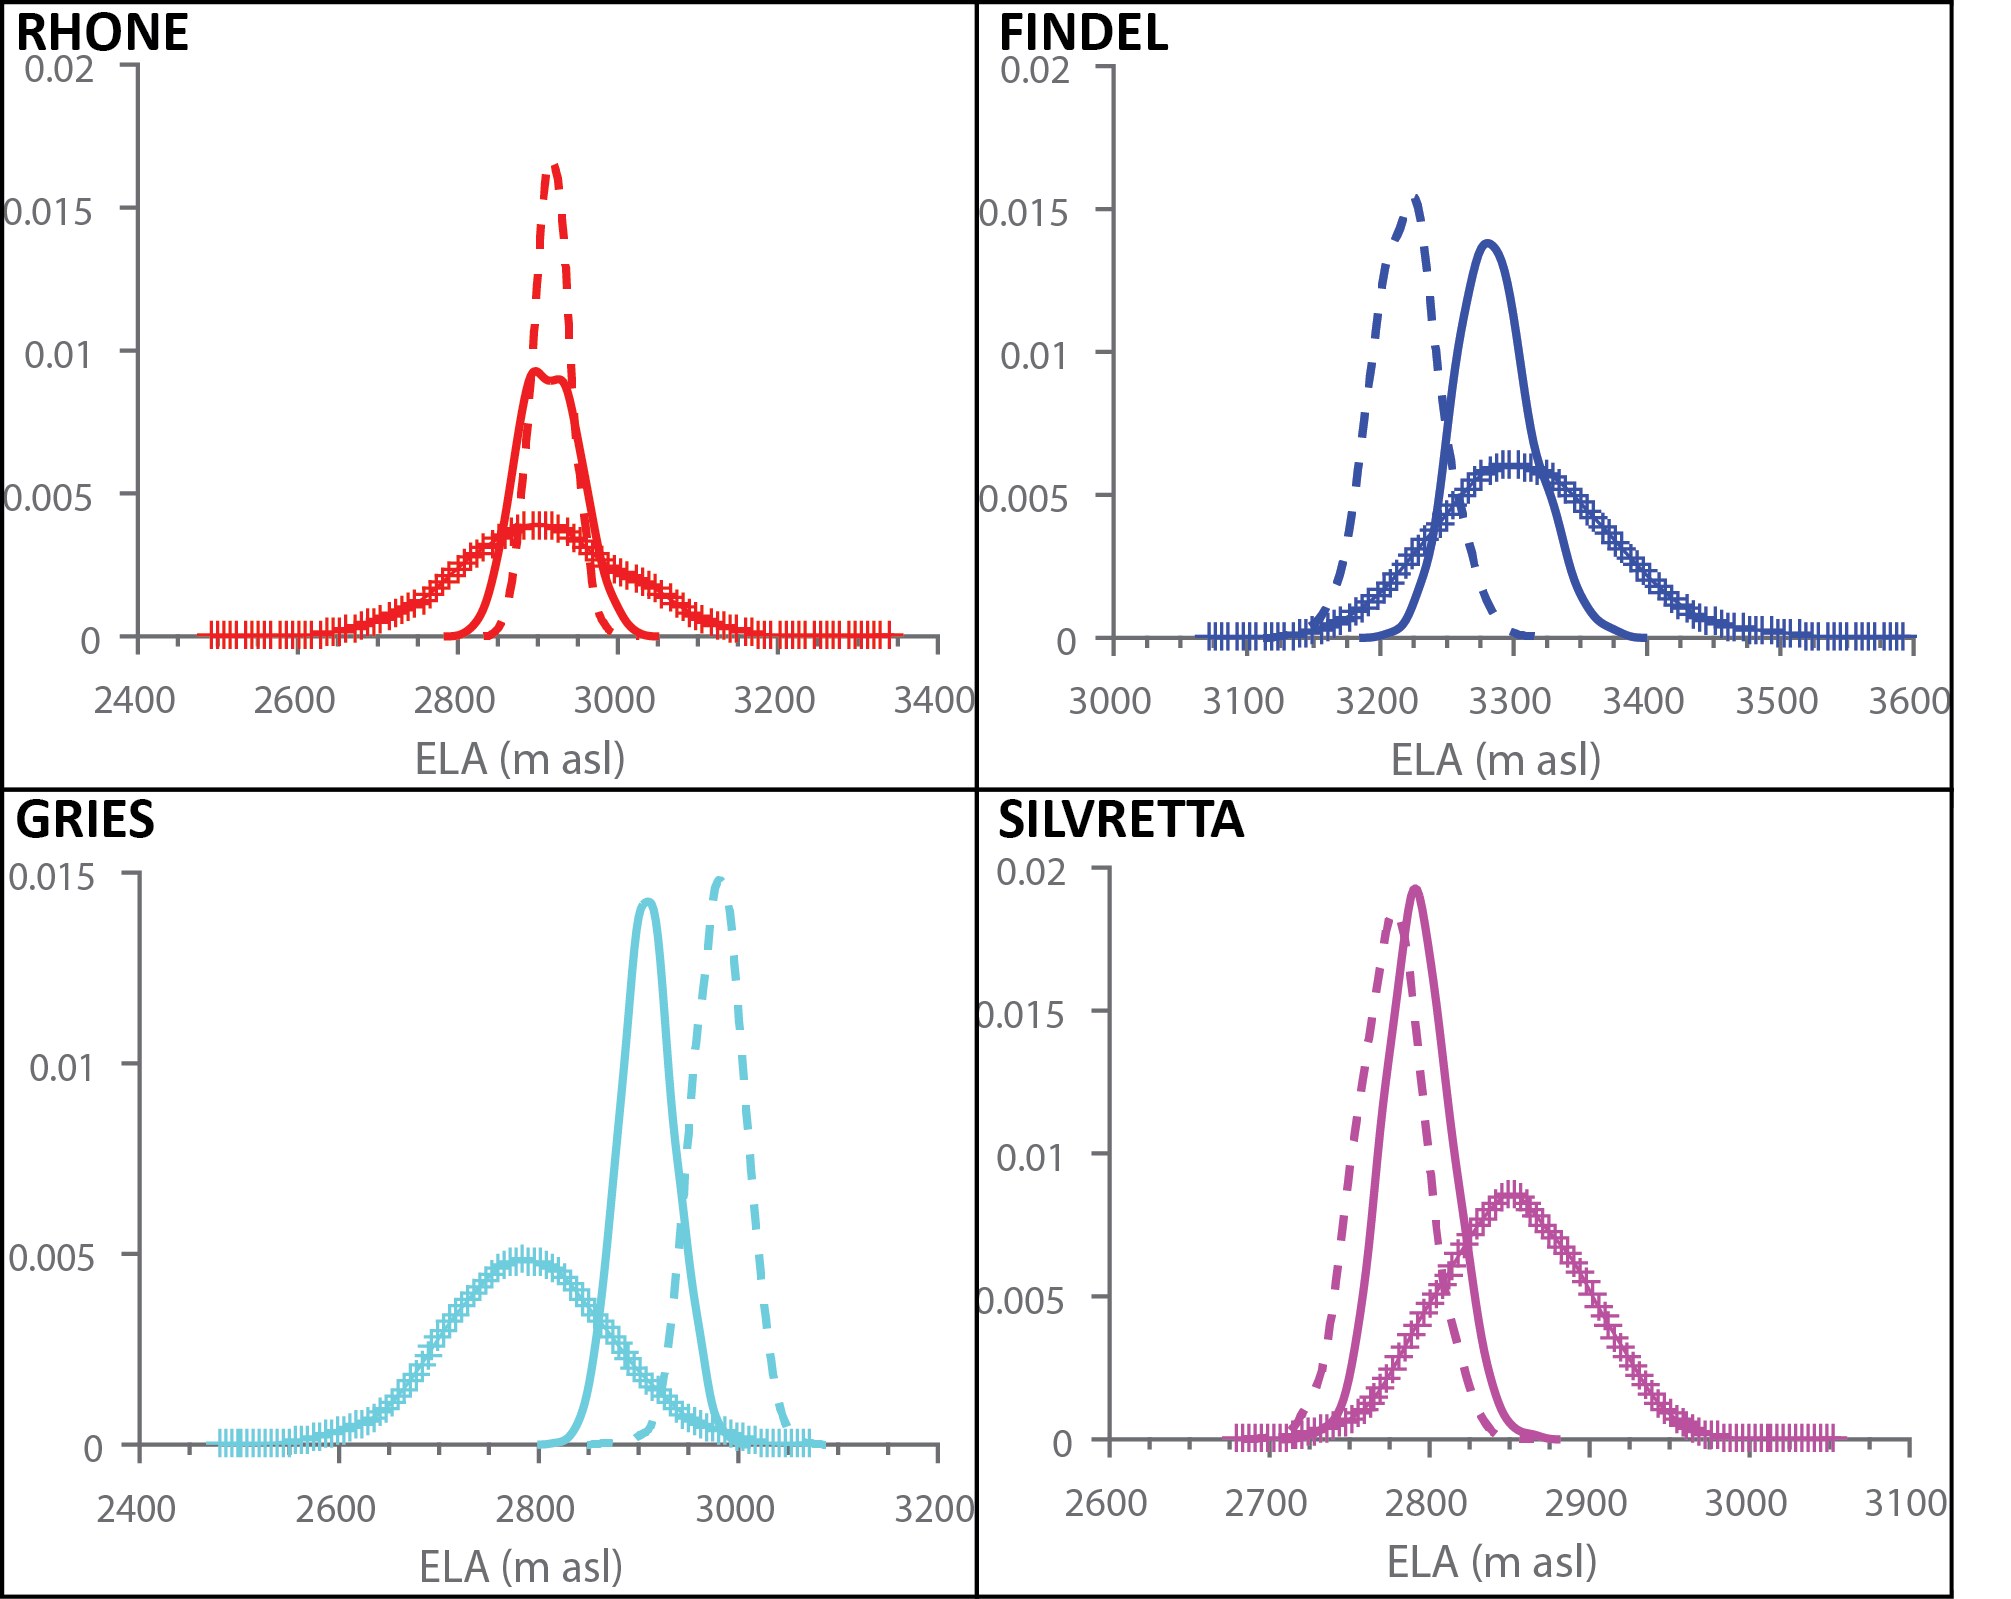 RHONE
0.02
0.015
0.01
0.005
0
2400 2600 2800 3000 3200 3400
ELA (m asl)
FINDEL
0.02
0.015
0.01
0.005
0
3000 3100 3200 3300 3400 3500 3600
ELA (m asl)
GRIES
0.015
0.01
0.005
0
2400 2600 2800 3000 3200
ELA (m asl)
SILVRETTA
0.02
0.015
0.01
0.005
0
2600 2700 2800 2900 3000 3100
ELA (m asl)